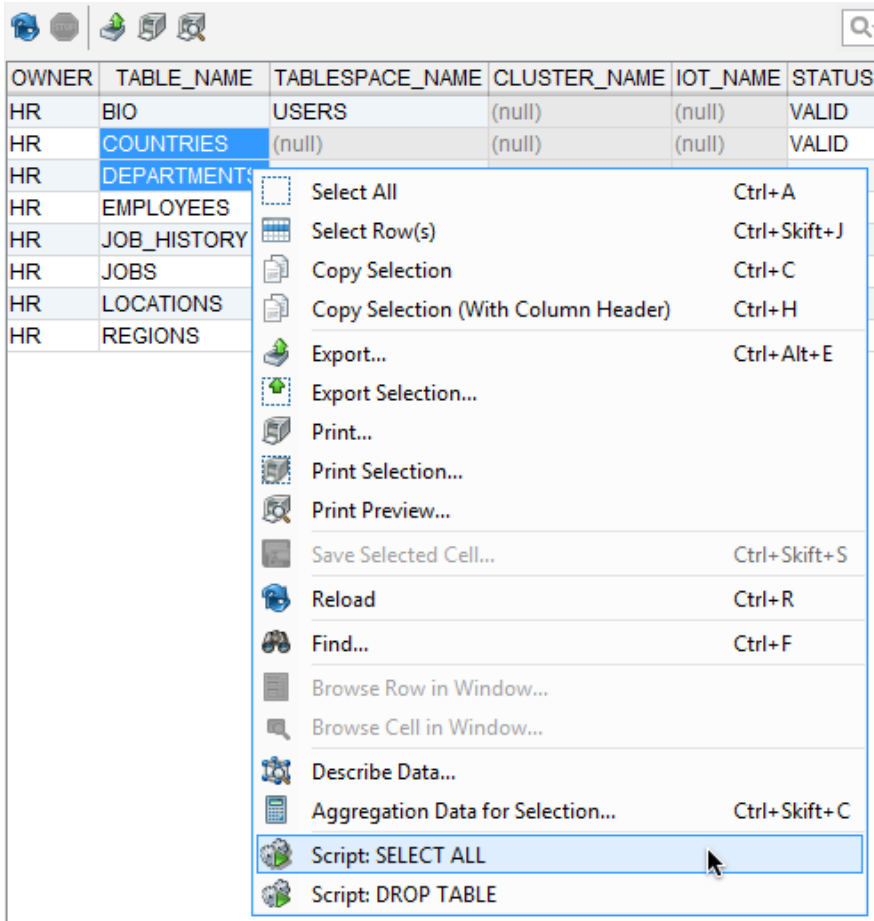 STOP
OWNER TABLE_NAME TABLESPACE_NAME CLUSTER_NAME IOT_NAME STATUS
HR BIO USERS (null) (null) VALID
HR COUNTRIES (null) (null) (null) VALID
HR DEPARTMENTS
HR EMPLOYEES
HR JOB_HISTORY
HR JOBS
HR LOCATIONS
HR REGIONS
Select All Ctrl+A
Select Row(s) Ctrl+Skift+J
Copy Selection Ctrl+C
Copy Selection (With Column Header) Ctrl+H
Export... Ctrl+Alt+E
Export Selection...
Print...
Print Selection...
Print Preview...
Save Selected Cell... Ctrl+Skift+S
Reload Ctrl+R
Find... Ctrl+F
Browse Row in Window...
Browse Cell in Window...
Describe Data...
Aggregation Data for Selection... Ctrl+Skift+C
Script: SELECT ALL
Script: DROP TABLE